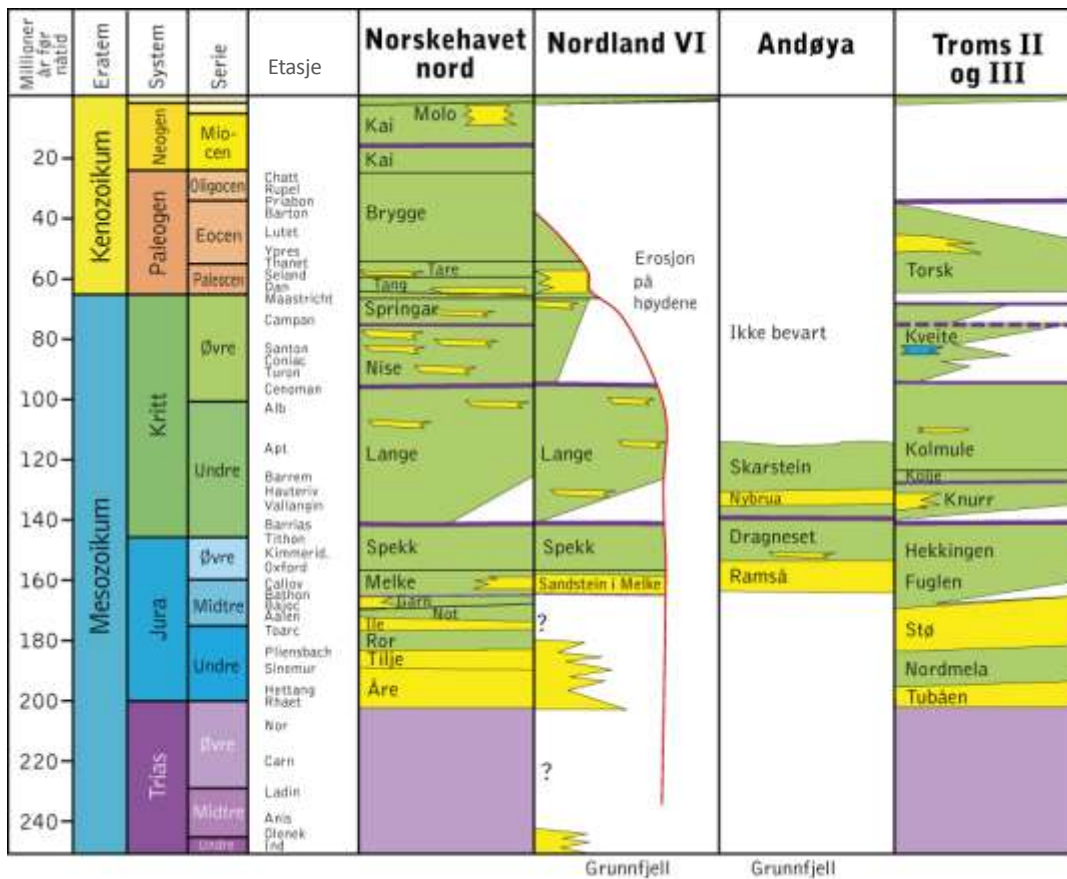 Millioner
år før
nåtid
Eratem
System
Serie
Etasje
Norskehavet
nord
Nordland VI
Andøya
Troms II
og III
20
40
60
80
100
120
140
160
180
200
220
240
Kenozoikum
Mesozoikum
Neogen
Paleogen
Kritt
Jura
Trias
Mio-
cen
Oligocen
Eocen
Paleocen
Øvre
Undre
Øvre
Midtre
Undre
Øvre
Midtre
Undre
Chatt
Rupel
Priabon
Barton
Lutet
Ypres
Thanet
Seland
Dan
Maastricht
Campan
Santon
Coniac
Turon
Cenoman
Alb
Apt
Barrem
Hauteriv
Vallangin
Barrias
Tithon
Kimmerid.
Oxford
Callov
Bathon
Bajoc
Aalen
Toarc
Pliensbach
Sinemur
Hettang
Rhaet
Nor
Carn
Ladin
Anis
Olenek
Ind
Molo
Kai
Kai
Brygge
Tare
Tang
Springar
Nise
Lange
Spekk
Melke
Garn
Not
Ile
Ror
Tilje
Åre
Lange
Spekk
Sandstein i Melke
?
?
Erosjon
på
høydene
Grunnfjell
Ikke bevart
Skarstein
Nybrua
Dragneset
Ramså
Grunnfjell
Torsk
Kveite
Kolmule
Kolje
Knurr
Hekkingen
Fuglen
Stø
Nordmela
Tubåen